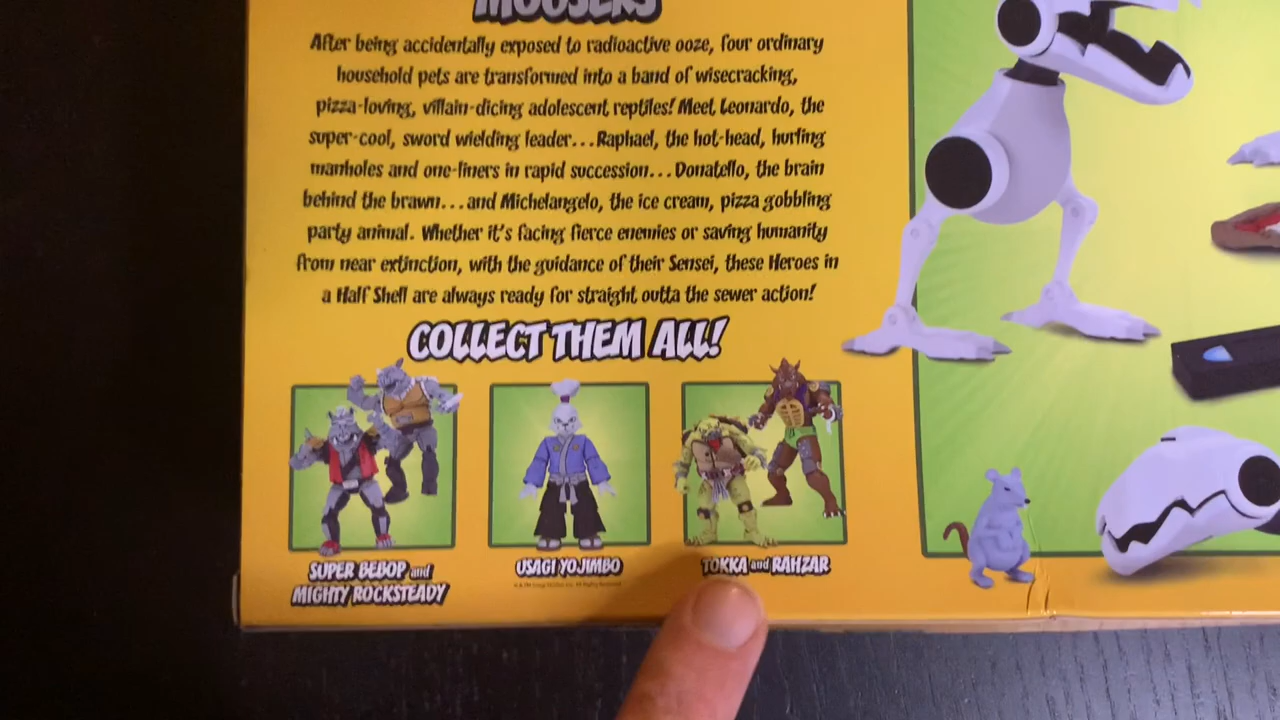 MOUSERS
After being accidentally exposed to radioactive ooze, four ordinary
household pets are transformed into a band of wisecracking,
pizza-loving, villain-dicing adolescent reptiles! Meet Leonardo, the
super-cool, sword wielding leader...Raphael, the hot-head, hurling
manholes and one-liners in rapid succession...Donatello, the brain
behind the brawn...and Michelangelo, the ice cream, pizza gobbling
party animal. Whether it's facing fierce enemies or saving humanity
from near extinction, with the guidance of their Sensei, these Heroes in
a Half Shell are always ready for straight outta the sewer action!
COLLECT THEM ALL!
SUPER BEBOP and
MIGHTY ROCKSTEADY
USAGI YOJIMBO
TOKKA and RAHZAR